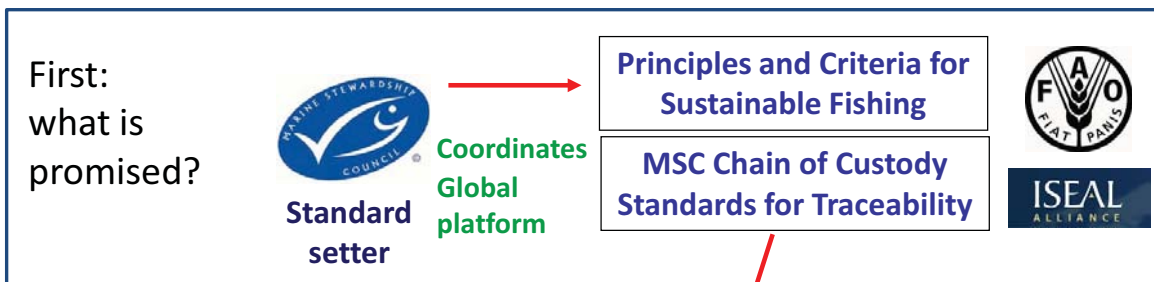 First:
what is
promised?
MARINE STEWARDSHIP
COUNCIL
®
Standard
setter
Coordinates
Global
platform
Principles and Criteria for
Sustainable Fishing
MSC Chain of Custody
Standards for Traceability
F A O
FIAT PANIS
ISEAL
ALLIANCE